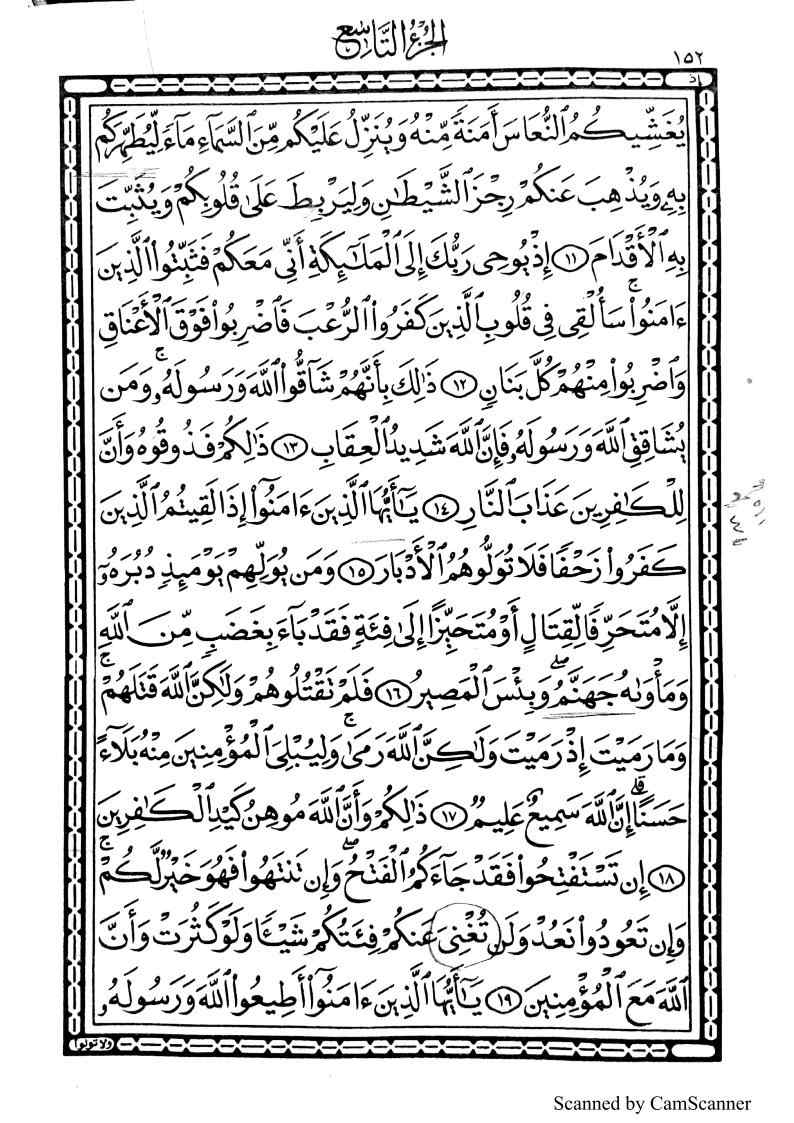 الجزء التاسع
١٥٢
إذ
يُغَشِّيكُمُ ٱلنُّعَاسَ أَمَنَةً مِّنْهُ وَيُنَزِّلُ عَلَيْكُم مِّنَ ٱلسَّمَآءِ مَآءً لِّيُطَهِّرَكُم
بِهِۦ وَيُذْهِبَ عَنكُمْ رِجْزَ ٱلشَّيْطَٰنِ وَلِيَرْبِطَ عَلَىٰ قُلُوبِكُمْ وَيُثَبِّتَ
بِهِ ٱلْأَقْدَامَ ١١ إِذْ يُوحِى رَبُّكَ إِلَى ٱلْمَلَٰٓئِكَةِ أَنِّى مَعَكُمْ فَثَبِّتُوا۟ ٱلَّذِينَ
ءَامَنُوا۟ۚ سَأُلْقِى فِى قُلُوبِ ٱلَّذِينَ كَفَرُوا۟ ٱلرُّعْبَ فَٱضْرِبُوا۟ فَوْقَ ٱلْأَعْنَاقِ
وَٱضْرِبُوا۟ مِنْهُمْ كُلَّ بَنَانٍ ١٢ ذَٰلِكَ بِأَنَّهُمْ شَآقُّوا۟ ٱللَّهَ وَرَسُولَهُۥۚ وَمَن
يُشَاقِقِ ٱللَّهَ وَرَسُولَهُۥ فَإِنَّ ٱللَّهَ شَدِيدُ ٱلْعِقَابِ ١٣ ذَٰلِكُمْ فَذُوقُوهُ وَأَنَّ
لِلْكَٰفِرِينَ عَذَابَ ٱلنَّارِ ١٤ يَٰٓأَيُّهَا ٱلَّذِينَ ءَامَنُوٓا۟ إِذَا لَقِيتُمُ ٱلَّذِينَ
كَفَرُوا۟ زَحْفًا فَلَا تُوَلُّوهُمُ ٱلْأَدْبَارَ ١٥ وَمَن يُوَلِّهِمْ يَوْمَئِذٍ دُبُرَهُۥٓ
إِلَّا مُتَحَرِّفًا لِّقِتَالٍ أَوْ مُتَحَيِّزًا إِلَىٰ فِئَةٍ فَقَدْ بَآءَ بِغَضَبٍ مِّنَ ٱللَّهِ
وَمَأْوَىٰهُ جَهَنَّمُۖ وَبِئْسَ ٱلْمَصِيرُ ١٦ فَلَمْ تَقْتُلُوهُمْ وَلَٰكِنَّ ٱللَّهَ قَتَلَهُمْۚ
وَمَا رَمَيْتَ إِذْ رَمَيْتَ وَلَٰكِنَّ ٱللَّهَ رَمَىٰۚ وَلِيُبْلِىَ ٱلْمُؤْمِنِينَ مِنْهُ بَلَآءً
حَسَنًاۗ إِنَّ ٱللَّهَ سَمِيعٌ عَلِيمٌ ١٧ ذَٰلِكُمْ وَأَنَّ ٱللَّهَ مُوهِنُ كَيْدِ ٱلْكَٰفِرِينَ
١٨ إِن تَسْتَفْتِحُوا۟ فَقَدْ جَآءَكُمُ ٱلْفَتْحُۖ وَإِن تَنتَهُوا۟ فَهُوَ خَيْرٌ لَّكُمْۚ
وَإِن تَعُودُوا۟ نَعُدْ وَلَن تُغْنِىَ عَنكُمْ فِئَتُكُمْ شَيْـًٔا وَلَوْ كَثُرَتْ وَأَنَّ
ٱللَّهَ مَعَ ٱلْمُؤْمِنِينَ ١٩ يَٰٓأَيُّهَا ٱلَّذِينَ ءَامَنُوٓا۟ أَطِيعُوا۟ ٱللَّهَ وَرَسُولَهُۥ
ولا تولوا
Scanned by CamScanner